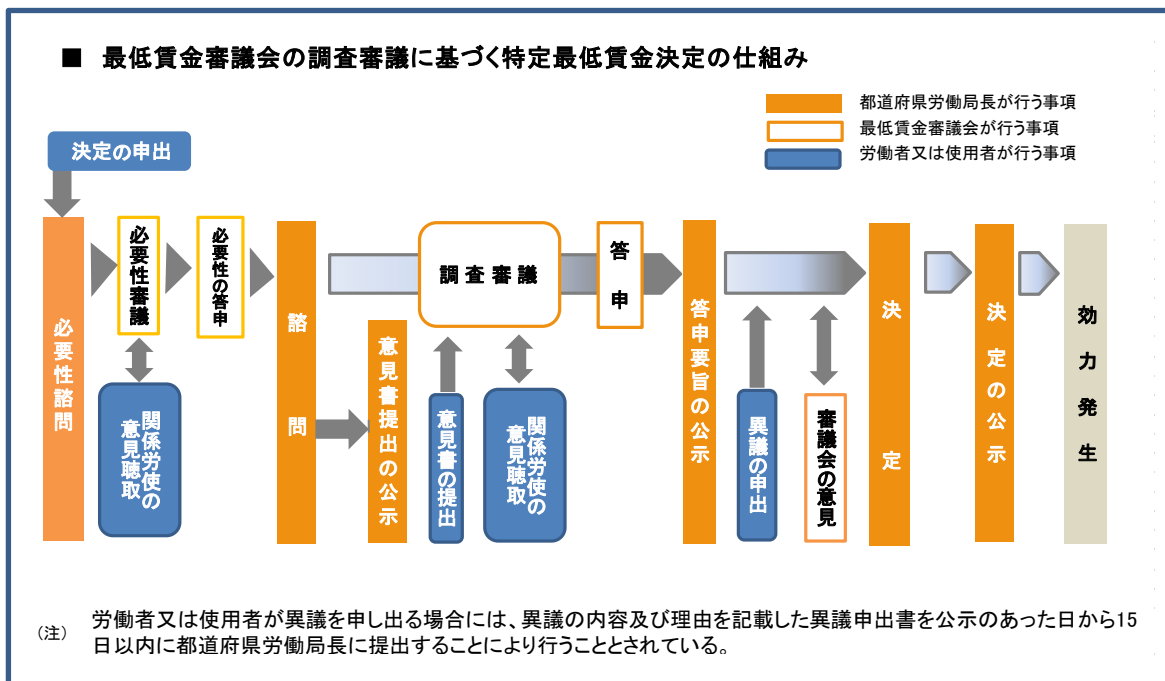 ■ 最低賃金審議会の調査審議に基づく特定最低賃金決定の仕組み
都道府県労働局長が行う事項
最低賃金審議会が行う事項
労働者又は使用者が行う事項
決定の申出
必要性諮問
必要性審議
関係労使の
意見聴取
必要性の答申
諮問
意見書提出の公示
調査審議
意見書の提出
関係労使の
意見聴取
答申
答申要旨の公示
異議の申出
審議会の意見
決定
決定の公示
効力発生
(注) 労働者又は使用者が異議を申し出る場合には、異議の内容及び理由を記載した異議申出書を公示のあった日から15
日以内に都道府県労働局長に提出することにより行うこととされている。